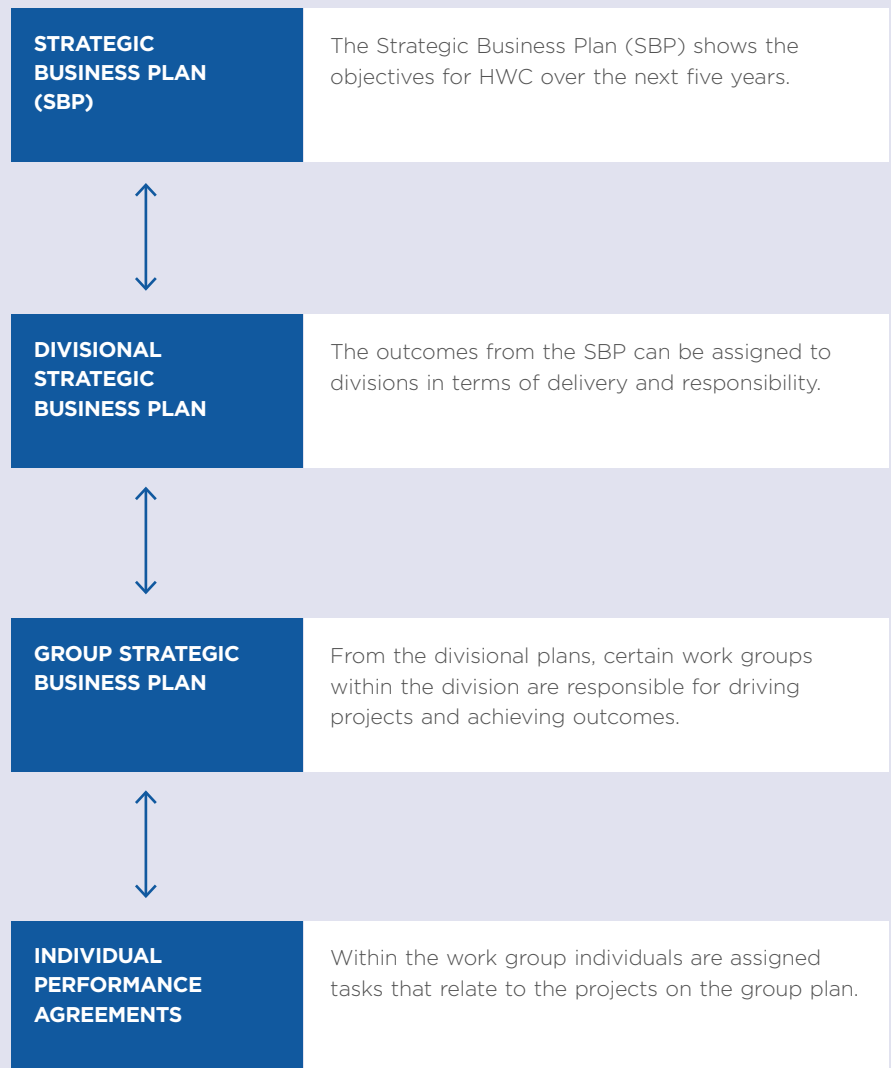 STRATEGIC
BUSINESS PLAN
(SBP)
The Strategic Business Plan (SBP) shows the
objectives for HWC over the next five years.
DIVISIONAL
STRATEGIC
BUSINESS PLAN
The outcomes from the SBP can be assigned to
divisions in terms of delivery and responsibility.
GROUP STRATEGIC
BUSINESS PLAN
From the divisional plans, certain work groups
within the division are responsible for driving
projects and achieving outcomes.
INDIVIDUAL
PERFORMANCE
AGREEMENTS
Within the work group individuals are assigned
tasks that relate to the projects on the group plan.